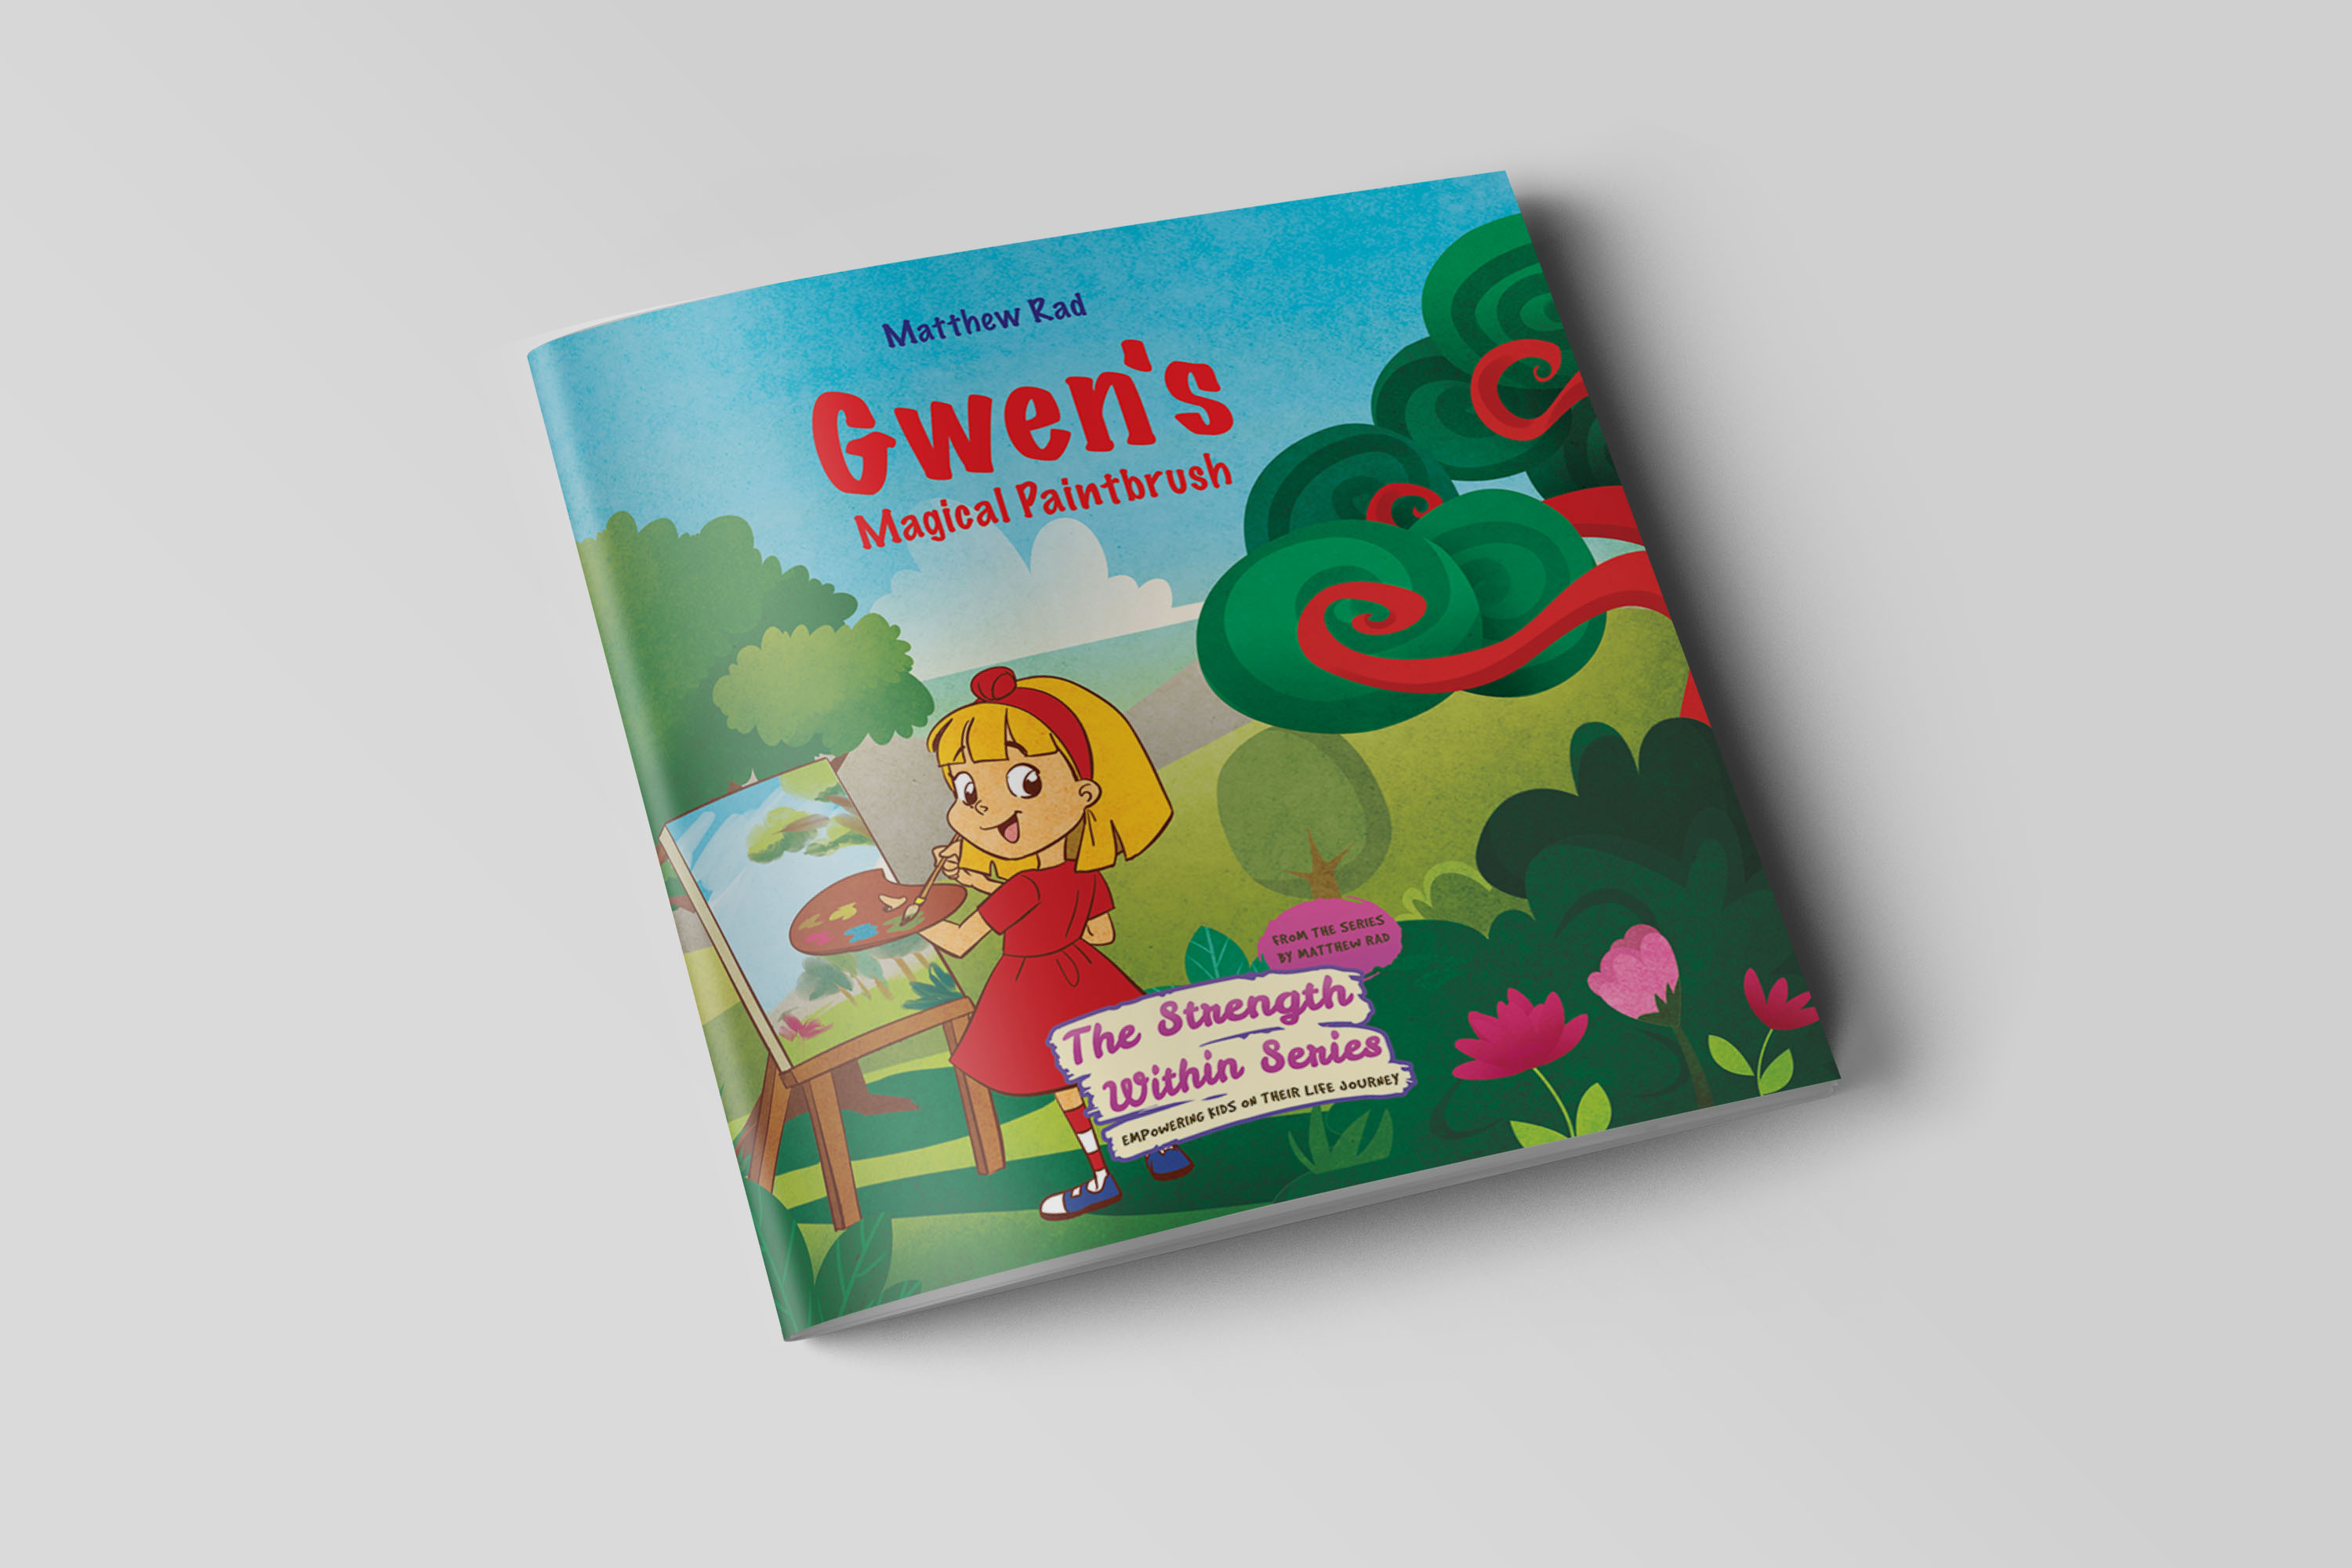 Matthew Rad
Gwen's
Magical Paintbrush
FROM THE SERIES
BY MATTHEW RAD
The Strength
Within Series
EMPOWERING KIDS ON THEIR LIFE JOURNEY